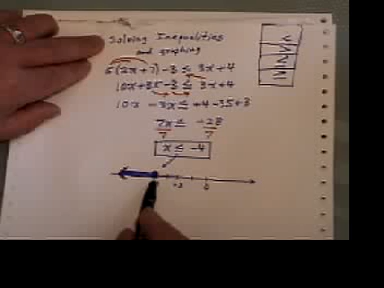 Solving Inequalities
and graphing
5(2x+7)-3 ≤ 3x+4
10x+35-3 ≤ 3x+4
10x -3x ≤ +4-35+3
7x ≤ -28
7 7
x ≤ -4
0